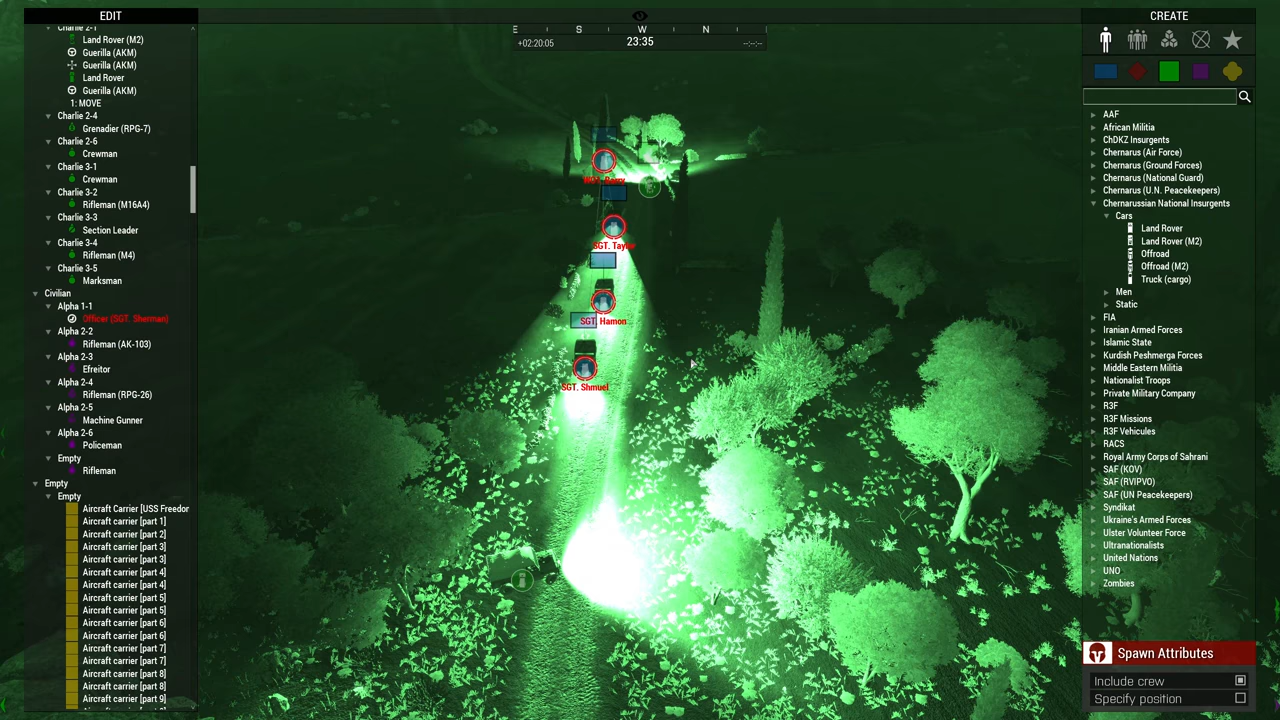 EDIT
Charlie 2-1
Land Rover (M2)
Guerilla (AKM)
Guerilla (AKM)
Land Rover
Guerilla (AKM)
1: MOVE
Charlie 2-4
Grenadier (RPG-7)
Charlie 2-6
Crewman
Charlie 3-1
Crewman
Charlie 3-2
Rifleman (M16A4)
Charlie 3-3
Section Leader
Charlie 3-4
Rifleman (M4)
Charlie 3-5
Marksman
Civilian
Alpha 1-1
Officer (SGT. Sherman)
Alpha 2-2
Rifleman (AK-103)
Alpha 2-3
Efreitor
Alpha 2-4
Rifleman (RPG-26)
Alpha 2-5
Machine Gunner
Alpha 2-6
Policeman
Empty
Rifleman
Empty
Empty
Aircraft Carrier [USS Freedor
Aircraft carrier [part 1]
Aircraft carrier [part 2]
Aircraft carrier [part 3]
Aircraft carrier [part 3]
Aircraft carrier [part 4]
Aircraft carrier [part 4]
Aircraft carrier [part 5]
Aircraft carrier [part 5]
Aircraft carrier [part 6]
Aircraft carrier [part 6]
Aircraft carrier [part 7]
Aircraft carrier [part 7]
Aircraft carrier [part 8]
Aircraft carrier [part 8]
Aircraft carrier [part 9]
E S W N
+02:20:05 23:35 --:--:--
SGT. Tayor
SGT. Hamon
SGT. Shmuel
CREATE
AAF
African Militia
ChDKZ Insurgents
Chernarus (Air Force)
Chernarus (Ground Forces)
Chernarus (National Guard)
Chernarus (U.N. Peacekeepers)
Chernarussian National Insurgents
Cars
Land Rover
Land Rover (M2)
Offroad
Offroad (M2)
Truck (cargo)
Men
Static
FIA
Iranian Armed Forces
Islamic State
Kurdish Peshmerga Forces
Middle Eastern Militia
Nationalist Troops
Private Military Company
R3F
R3F Missions
R3F Vehicles
RACS
Royal Army Corps of Sahrani
SAF (KOV)
SAF (RVIPVO)
SAF (UN Peacekeepers)
Syndikat
Ukraine's Armed Forces
Ulster Volunteer Force
Ultranationalists
United Nations
UNO
Zombies
Spawn Attributes
Include crew
Specify position